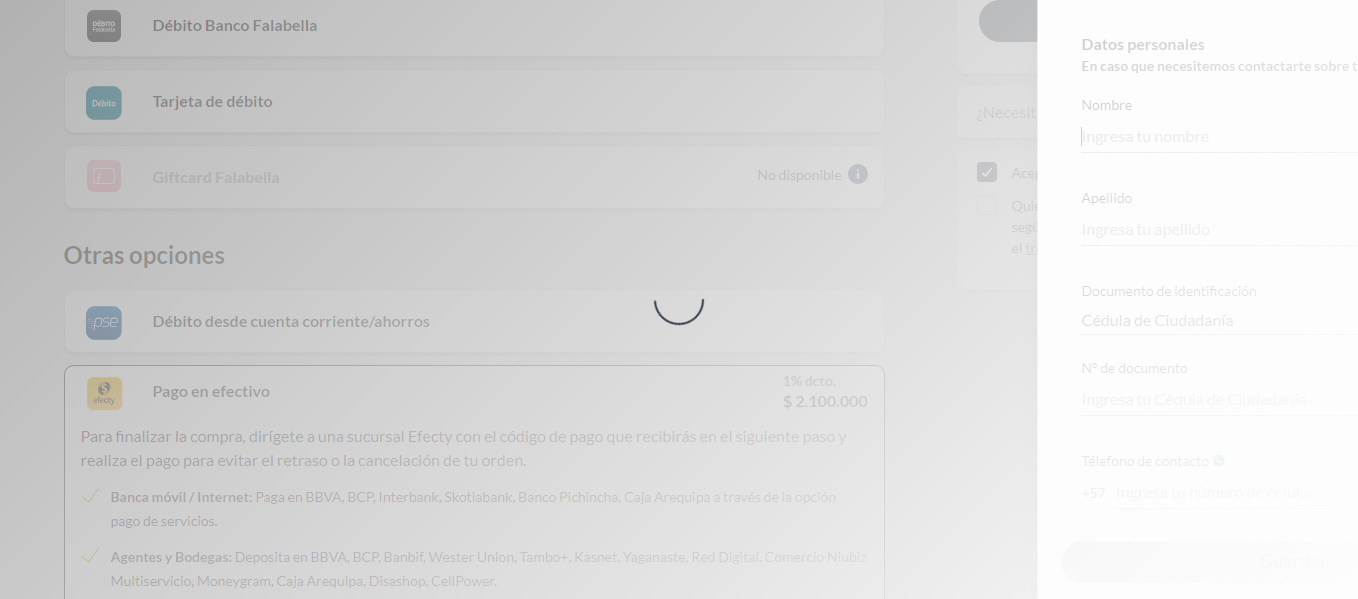 DÉBITO
Falabella
Débito Banco Falabella
Débito
Tarjeta de débito
Giftcard Falabella
No disponible
Otras opciones
pse
Débito desde cuenta corriente/ahorros
efecty
Pago en efectivo
1% dcto.
$ 2.100.000
Para finalizar la compra, dirígete a una sucursal Efecty con el código de pago que recibirás en el siguiente paso y
realiza el pago para evitar el retraso o la cancelación de tu orden.
Banca móvil / Internet: Paga en BBVA, BCP, Interbank, Skotiabank, Banco Pichincha, Caja Arequipa a través de la opción
pago de servicios.
Agentes y Bodegas: Deposita en BBVA, BCP, Banbif, Wester Union, Tambo+, Kasnet, Yaganaste, Red Digital, Comercio Niubiz
Multiservicio, Moneygram, Caja Arequipa, Disashop, CellPower.
¿Necesit
Acep
Quie
segú
el tr
Datos personales
En caso que necesitemos contactarte sobre t
Nombre
Ingresa tu nombre
Apellido
Ingresa tu apellido
Documento de identificación
Cédula de Ciudadanía
N° de documento
Ingresa tu Cédula de Ciudadanía
Télefono de contacto
+57 Ingresa tu número de celular
Guardar